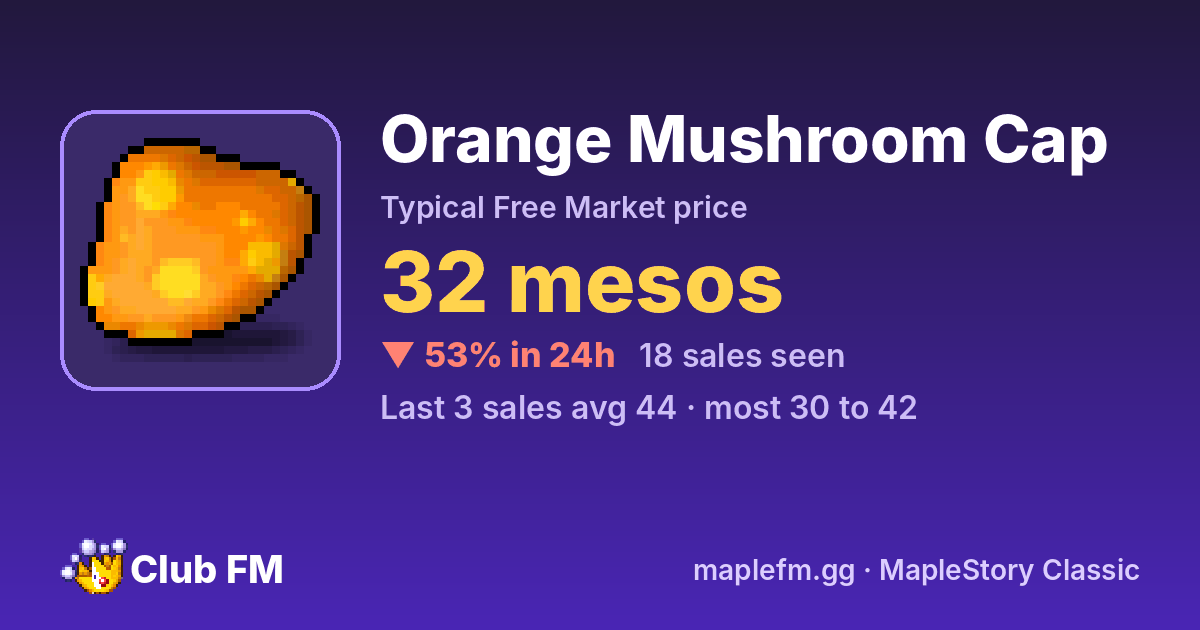 Orange Mushroom Cap
Typical Free Market price
32 mesos
▼ 53% in 24h 18 sales seen
Last 3 sales avg 44 · most 30 to 42
Club FM
maplefm.gg · MapleStory Classic